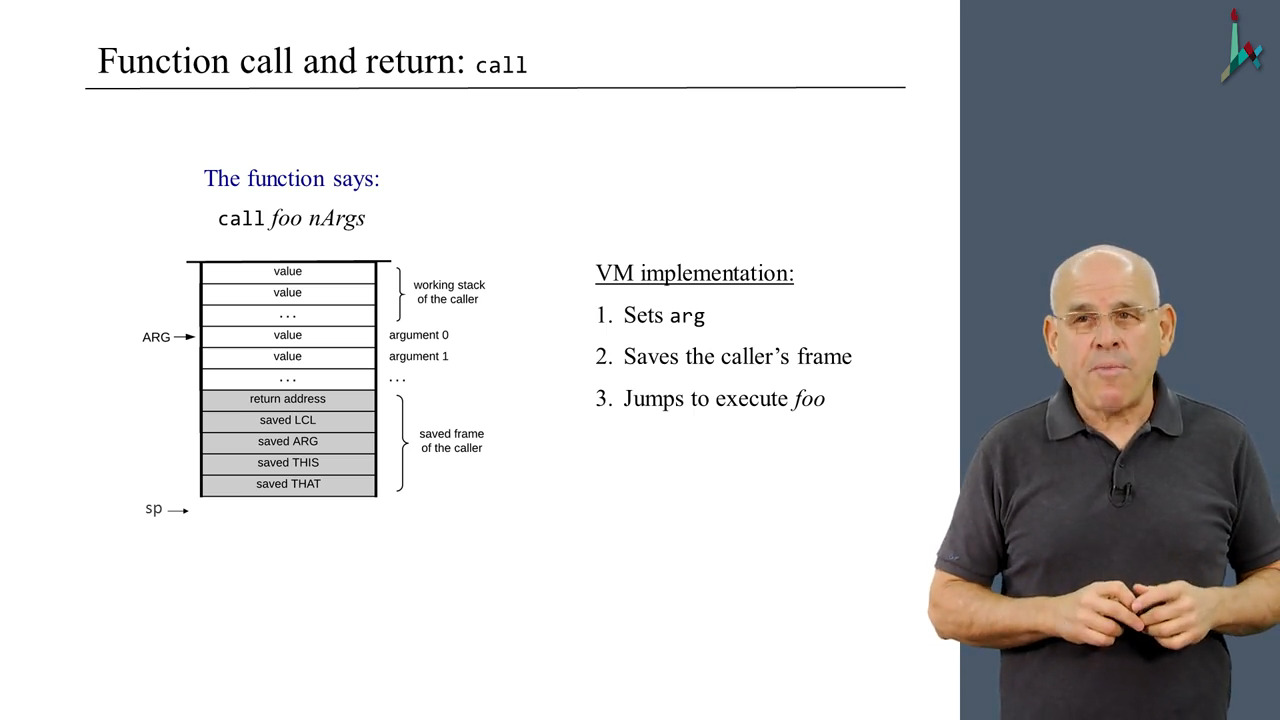 Function call and return: call
The function says:
call foo nArgs
value
value
...
value
value
...
return address
saved LCL
saved ARG
saved THIS
saved THAT
working stack
of the caller
ARG
argument 0
argument 1
...
saved frame
of the caller
sp
VM implementation:
1. Sets arg
2. Saves the caller’s frame
3. Jumps to execute foo